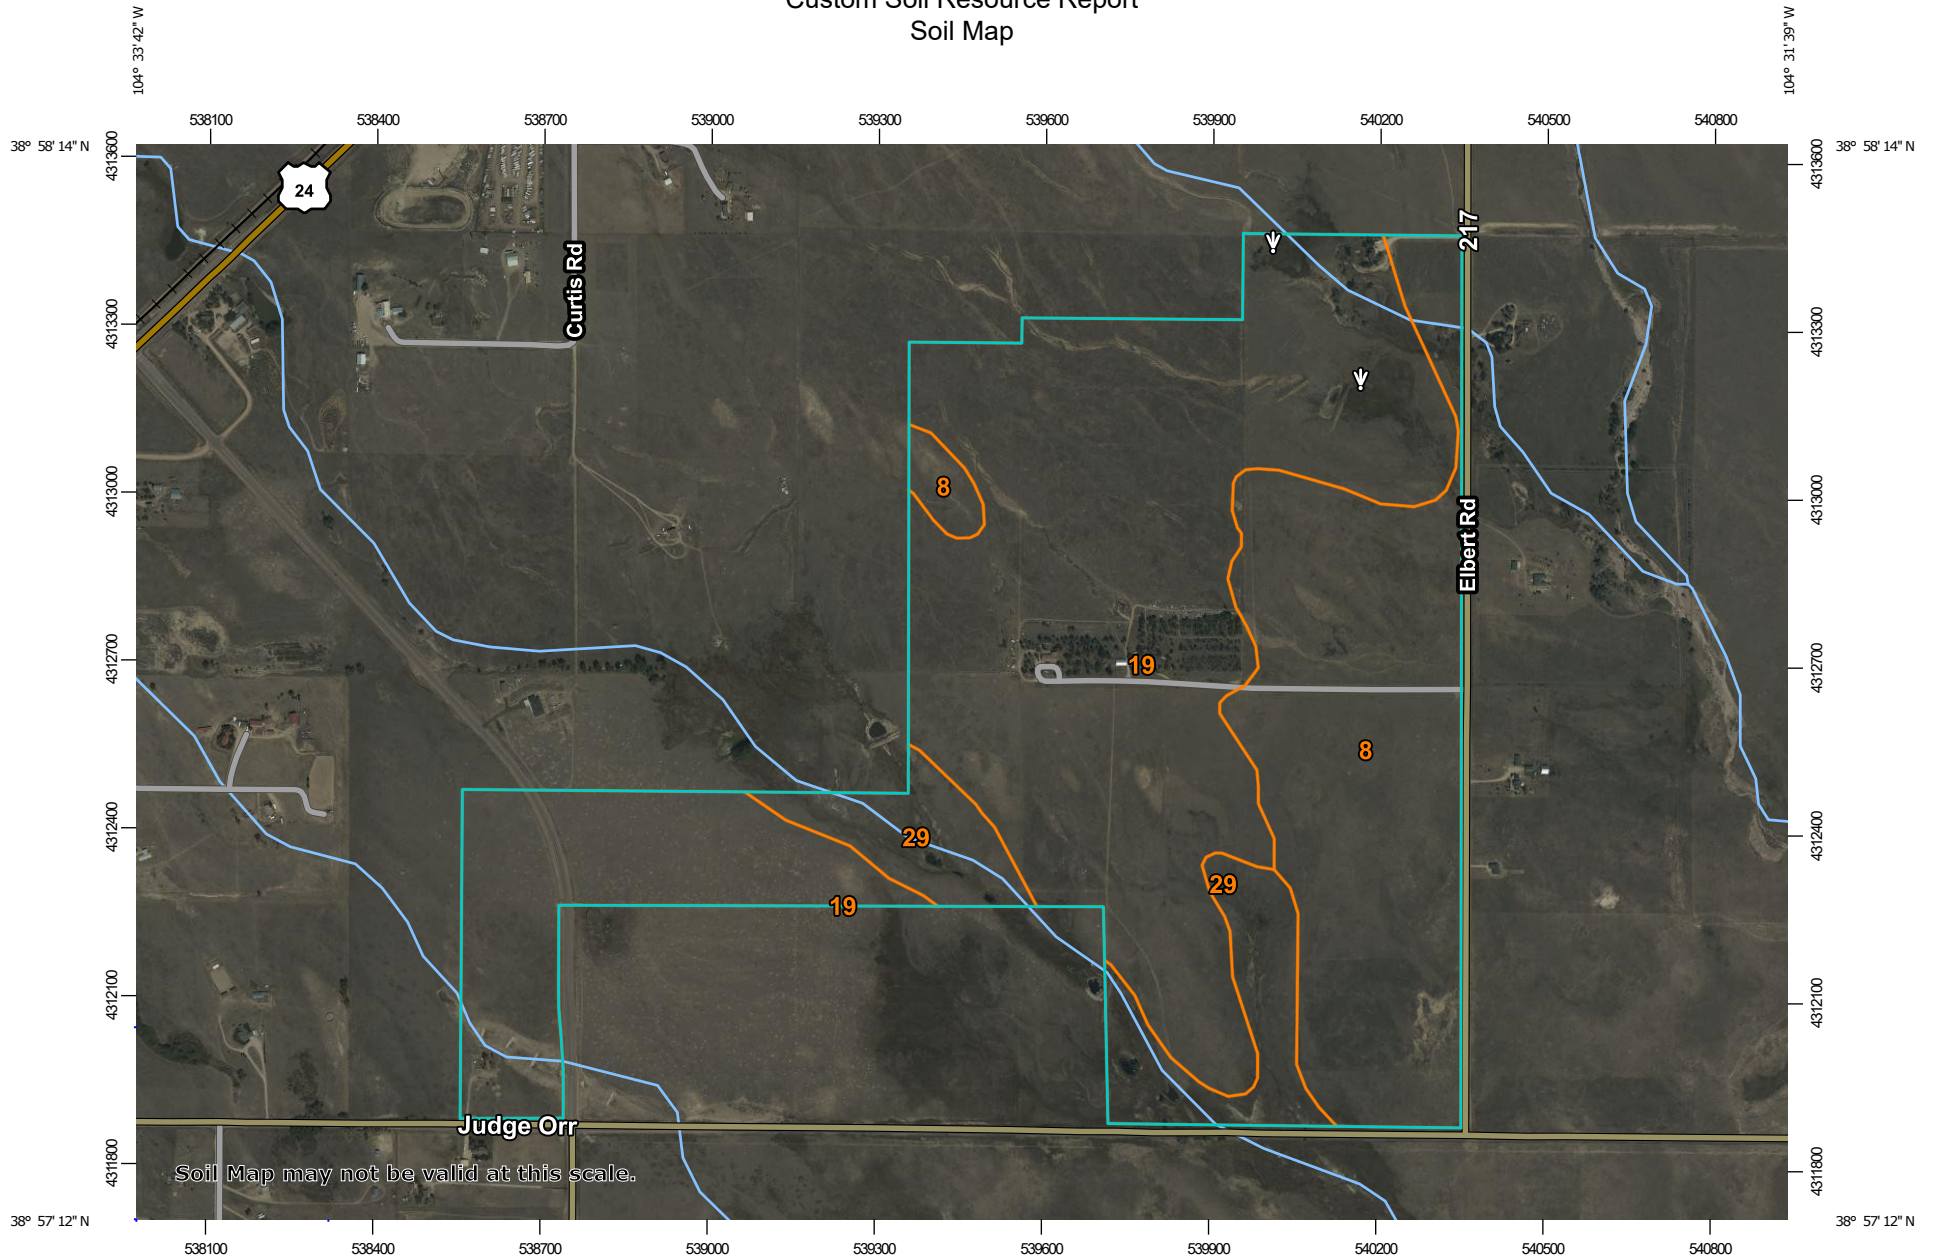 Custom Soil Resource Report
Soil Map
104° 33' 42" W
104° 31' 39" W
538100 538400 538700 539000 539300 539600 539900 540200 540500 540800
38° 58' 14" N
38° 58' 14" N
4313600
4313600
24
217
Curtis Rd
4313300
4313300
8
4313000
4313000
Elbert Rd
19
4312700
4312700
8
29
4312400
4312400
29
19
4312100
4312100
Judge Orr
Soil Map may not be valid at this scale.
4311800
4311800
38° 57' 12" N
38° 57' 12" N
538100 538400 538700 539000 539300 539600 539900 540200 540500 540800